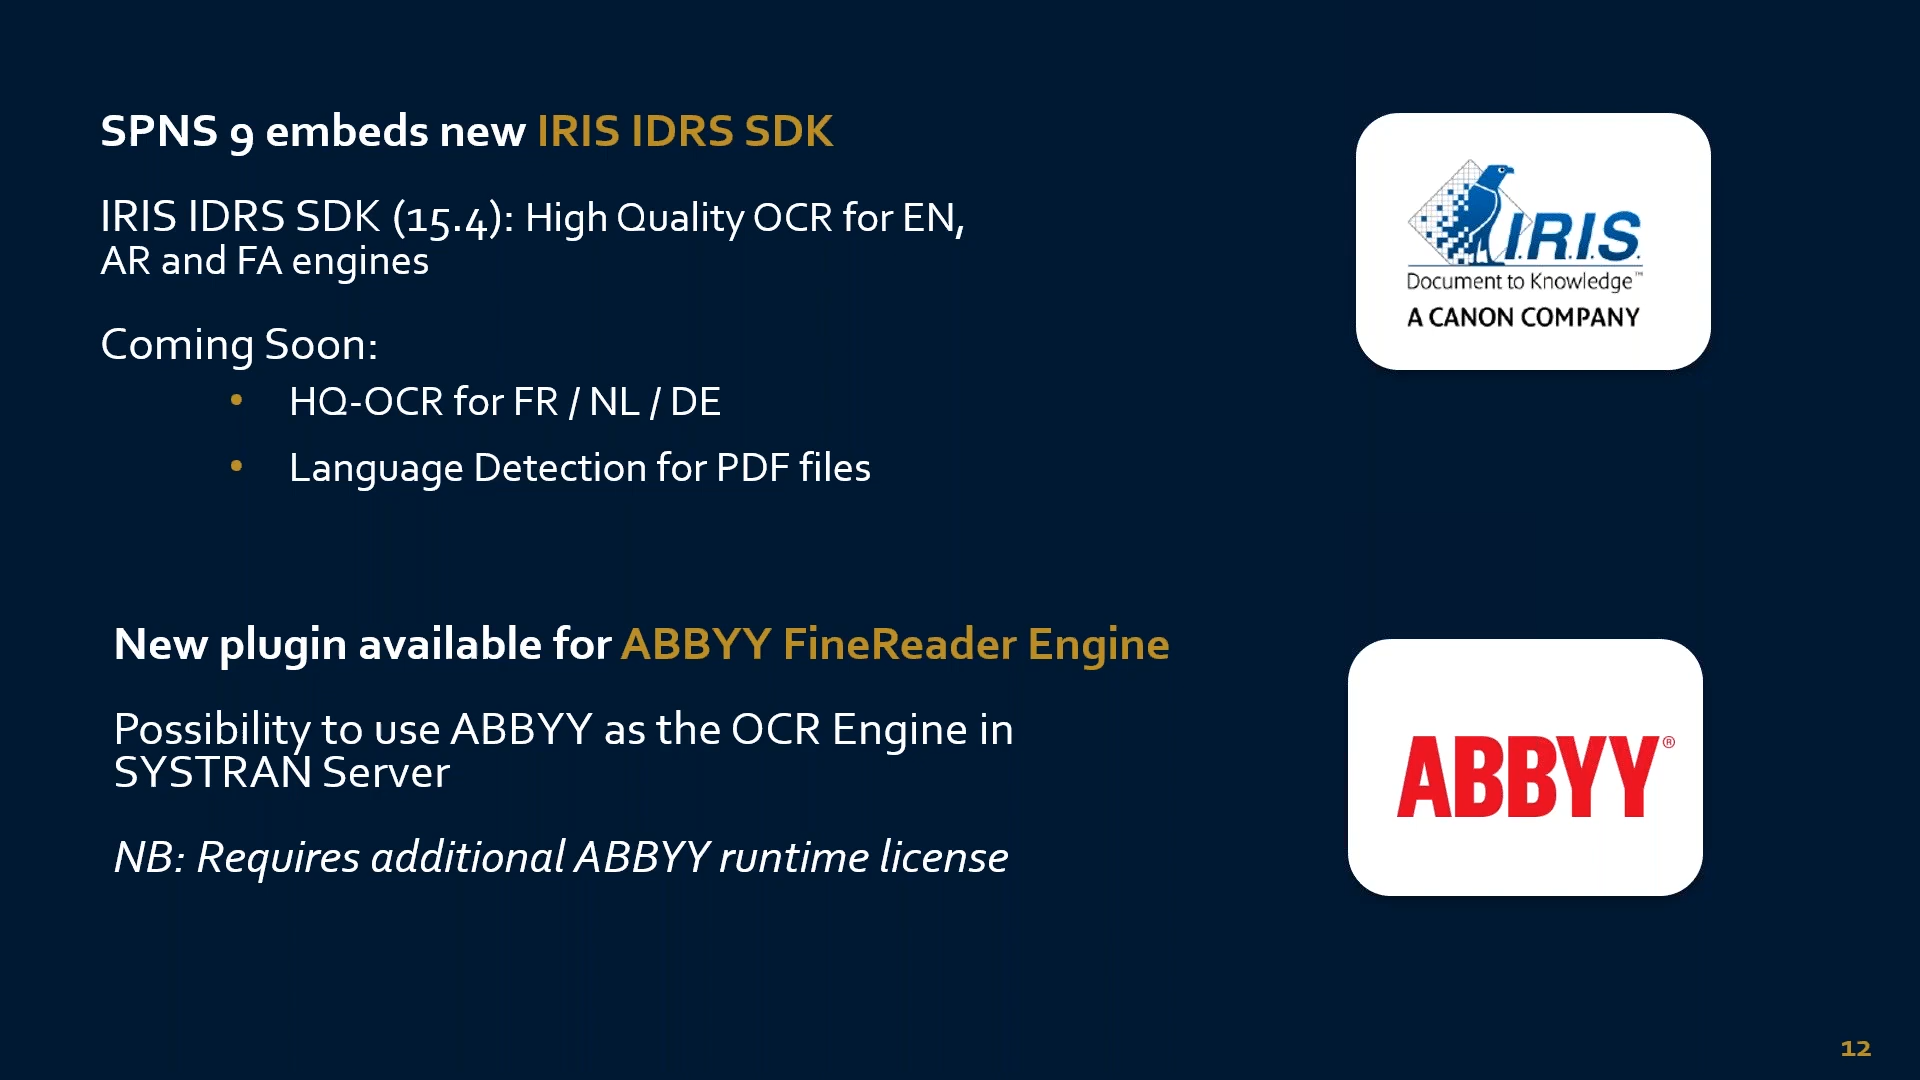 SPNS 9 embeds new IRIS IDRS SDK
IRIS IDRS SDK (15.4): High Quality OCR for EN,
AR and FA engines
Coming Soon:
• HQ-OCR for FR / NL / DE
• Language Detection for PDF files
I.R.I.S.
Document to Knowledge™
A CANON COMPANY
New plugin available for ABBYY FineReader Engine
Possibility to use ABBYY as the OCR Engine in
SYSTRAN Server
NB: Requires additional ABBYY runtime license
ABBYY®
12